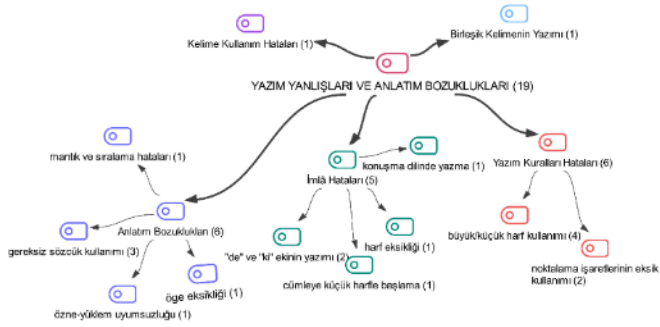 Kelime Kullanım Hataları (1)
Birleşik Kelimenin Yazımı (1)
YAZIM YANLIŞLARI VE ANLATIM BOZUKLUKLARI (19)
mantık ve sıralama hataları (1)
konuşma dilinde yazma (1)
İmlâ Hataları (5)
Yazım Kuralları Hataları (6)
Anlatım Bozuklukları (6)
büyük/küçük harf kullanımı (4)
gereksiz sözcük kullanımı (3)
"de" ve "ki" ekinin yazımı (2)
harf eksikliği (1)
noktalama işaretlerinin eksik
kullanımı (2)
cümleye küçük harfle başlama (1)
öge eksikliği (1)
özne-yüklem uyumsuzluğu (1)